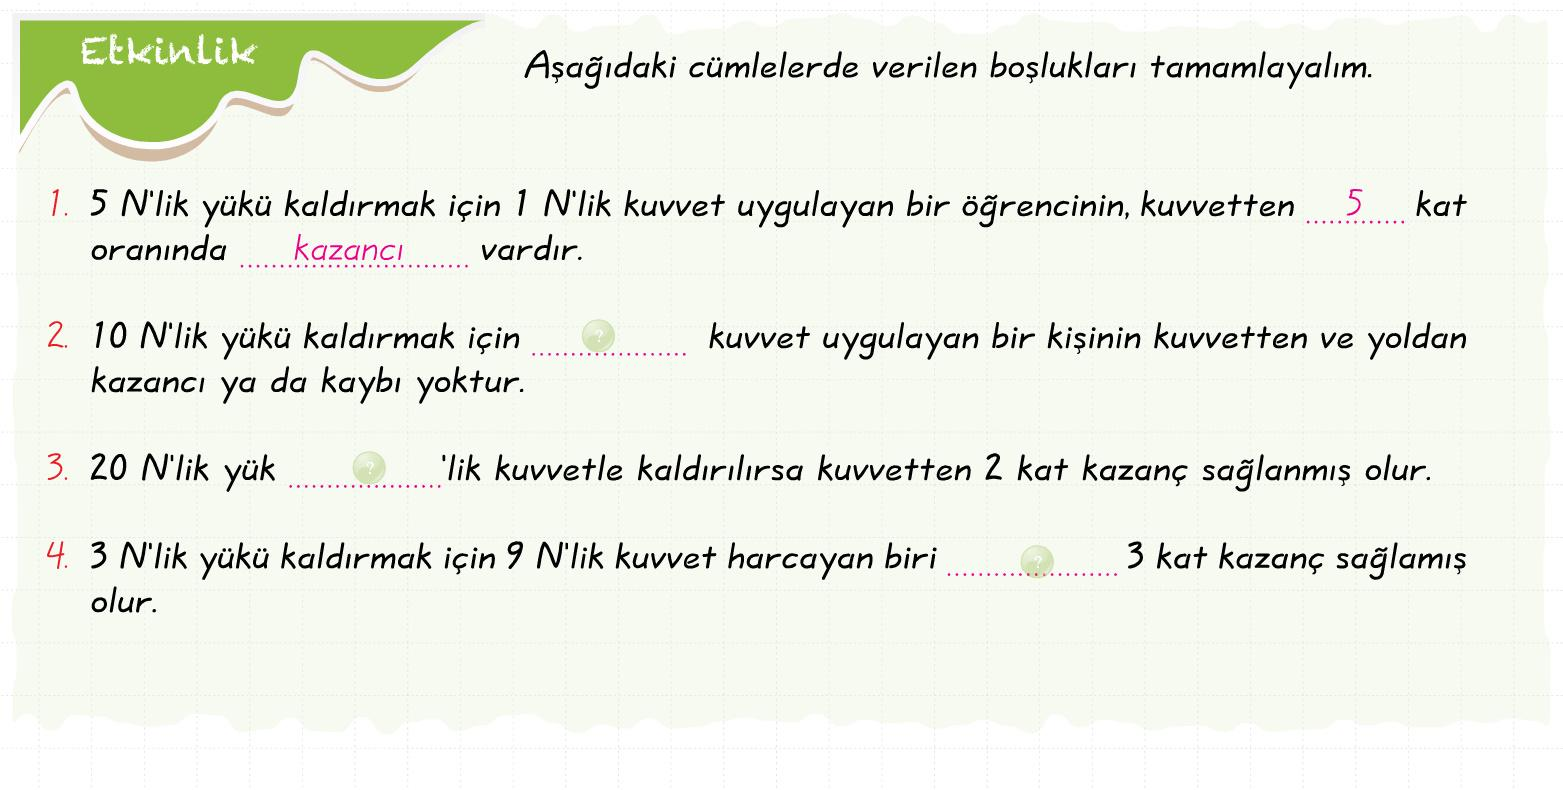 Etkinlik
Aşağıdaki cümlelerde verilen boşlukları tamamlayalım.
1. 5 N'lik yükü kaldırmak için 1 N'lik kuvvet uygulayan bir öğrencinin, kuvvetten 5 kat
oranında kazancı vardır.
2. 10 N'lik yükü kaldırmak için ? kuvvet uygulayan bir kişinin kuvvetten ve yoldan
kazancı ya da kaybı yoktur.
3. 20 N'lik yük ? 'lik kuvvetle kaldırılırsa kuvvetten 2 kat kazanç sağlanmış olur.
4. 3 N'lik yükü kaldırmak için 9 N'lik kuvvet harcayan biri ? 3 kat kazanç sağlamış
olur.